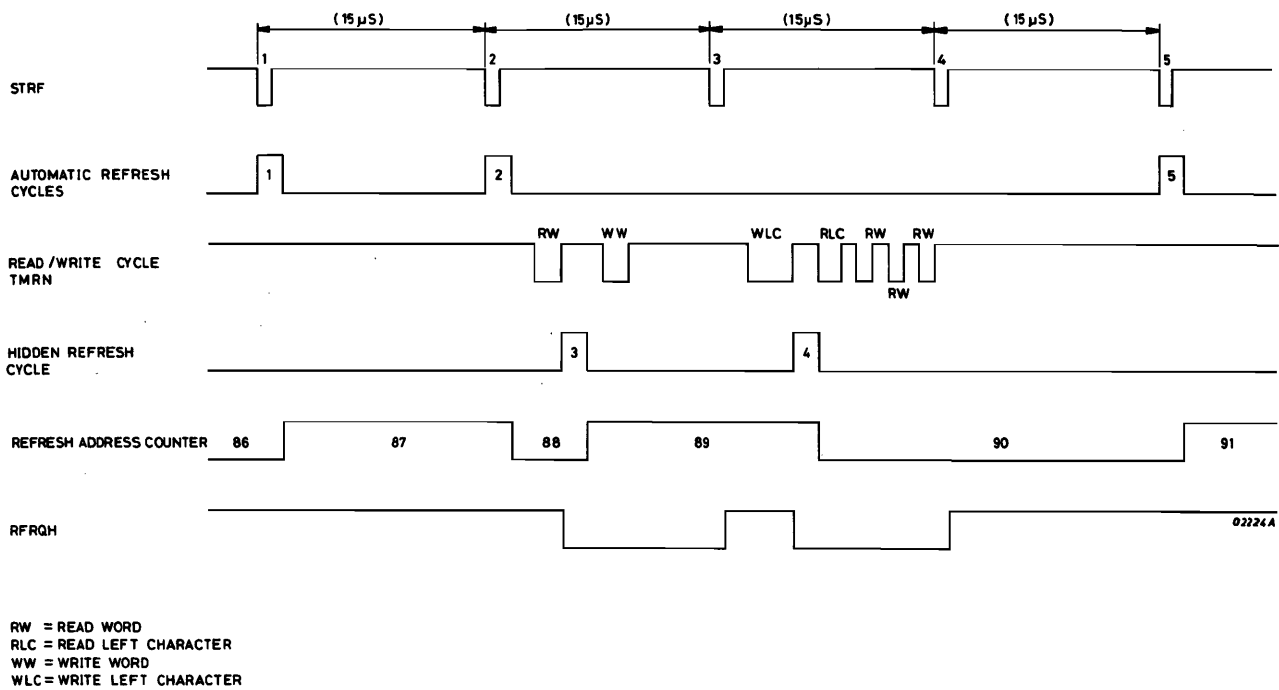 (15µS) (15µS) (15µS) (15µS)
1 2 3 4 5
STRF
AUTOMATIC REFRESH
CYCLES
1 2 5
RW WW WLC RLC RW RW
READ/WRITE CYCLE
TMRN
RW
HIDDEN REFRESH
CYCLE
3 4
REFRESH ADDRESS COUNTER 86 87 88 89 90 91
RFRQH
02224A
RW = READ WORD
RLC = READ LEFT CHARACTER
WW = WRITE WORD
WLC = WRITE LEFT CHARACTER